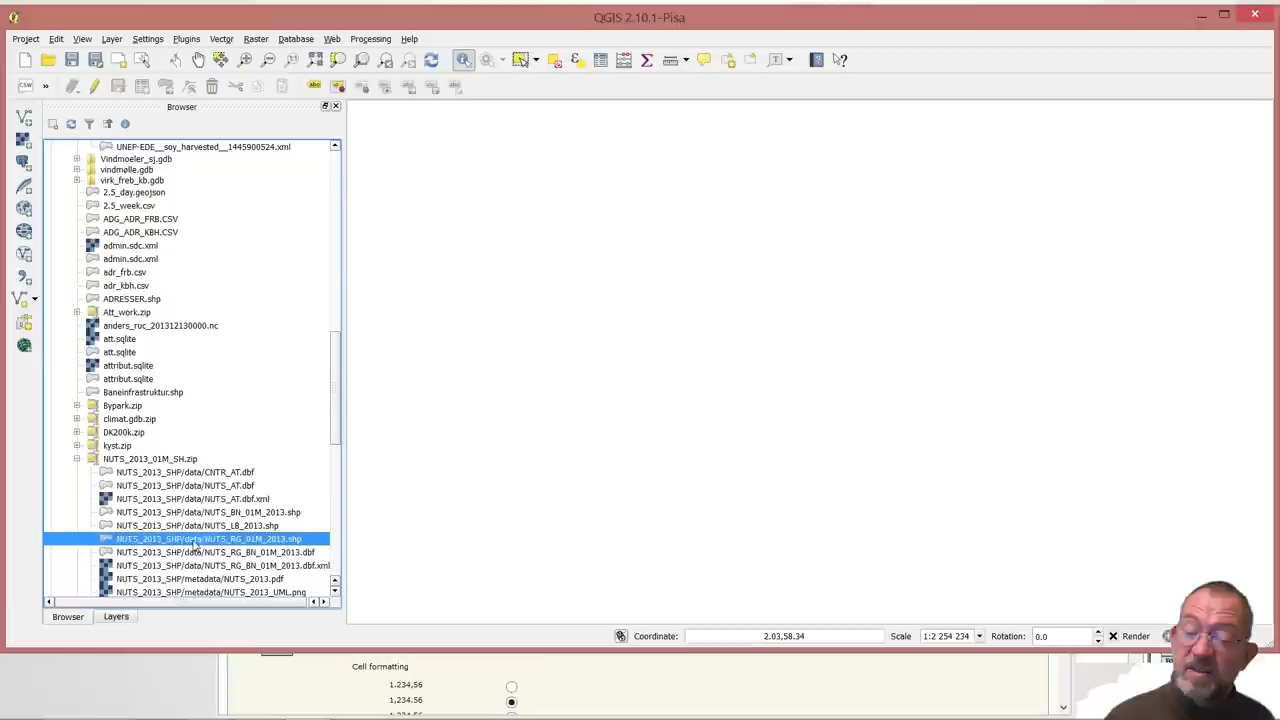 QGIS 2.10.1-Pisa
Project Edit View Layer Settings Plugins Vector Raster Database Web Processing Help
CSW
Browser
UNEP-EDE__soy_harvested__1445900524.xml
Vindmoeler_sj.gdb
vindmølle.gdb
virk_freb_kb.gdb
2.5_day.geojson
2.5_week.csv
ADG_ADR_FRB.CSV
ADG_ADR_KBH.CSV
admin.sdc.xml
admin.sdc.xml
adr_frb.csv
adr_kbh.csv
ADRESSER.shp
Att_work.zip
anders_ruc_201312130000.nc
att.sqlite
att.sqlite
attribut.sqlite
attribut.sqlite
Baneinfrastruktur.shp
Bypark.zip
climat.gdb.zip
DK200k.zip
kyst.zip
NUTS_2013_01M_SH.zip
NUTS_2013_SHP/data/CNTR_AT.dbf
NUTS_2013_SHP/data/NUTS_AT.dbf
NUTS_2013_SHP/data/NUTS_AT.dbf.xml
NUTS_2013_SHP/data/NUTS_BN_01M_2013.shp
NUTS_2013_SHP/data/NUTS_LB_2013.shp
NUTS_2013_SHP/data/NUTS_RG_01M_2013.shp
NUTS_2013_SHP/data/NUTS_RG_BN_01M_2013.dbf
NUTS_2013_SHP/data/NUTS_RG_BN_01M_2013.dbf.xml
NUTS_2013_SHP/metadata/NUTS_2013.pdf
NUTS_2013_SHP/metadata/NUTS_2013_UML.png
Browser Layers
Coordinate: 2.03,58.34 Scale 1:2 254 234 Rotation: 0.0 Render
Cell formatting
1.234,56
1,234.56